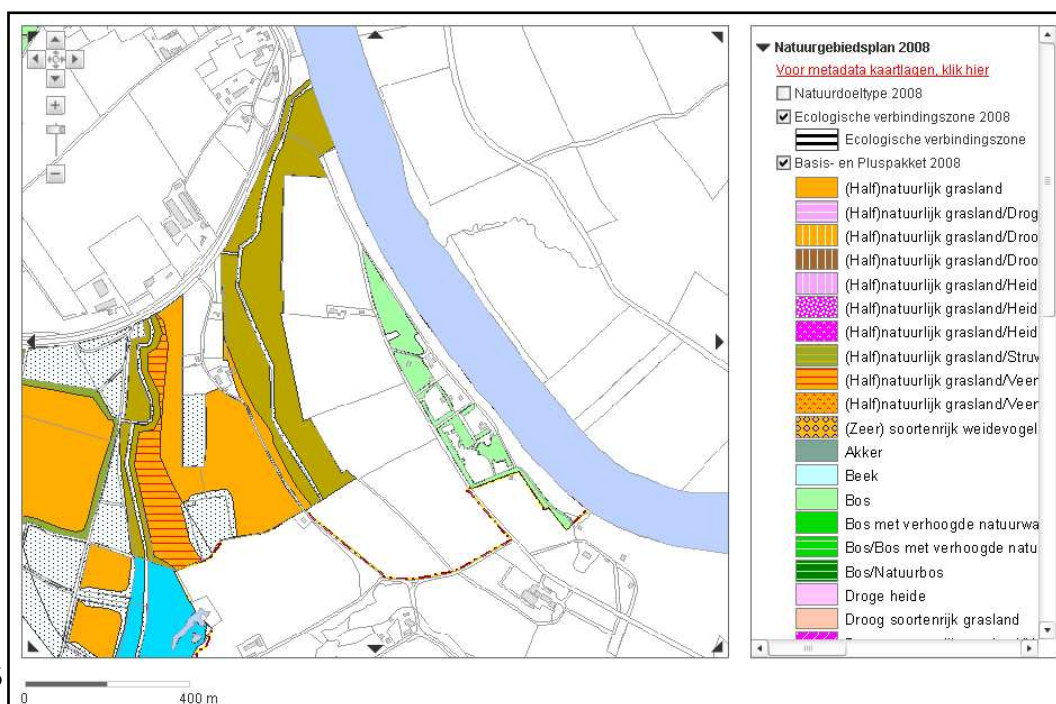 Natuurgebiedsplan 2008
Voor metadata kaartlagen, klik hier
Natuurdoeltype 2008
Ecologische verbindingszone 2008
Ecologische verbindingszone
Basis- en Pluspakket 2008
(Half)natuurlijk grasland
(Half)natuurlijk grasland/Drog
(Half)natuurlijk grasland/Droo
(Half)natuurlijk grasland/Droo
(Half)natuurlijk grasland/Heid
(Half)natuurlijk grasland/Heid
(Half)natuurlijk grasland/Heid
(Half)natuurlijk grasland/Struw
(Half)natuurlijk grasland/Veer
(Half)natuurlijk grasland/Veer
(Zeer) soortenrijk weidevogel
Akker
Beek
Bos
Bos met verhoogde natuurwa
Bos/Bos met verhoogde natu
Bos/Natuurbos
Droge heide
Droog soortenrijk grasland
0 400 m